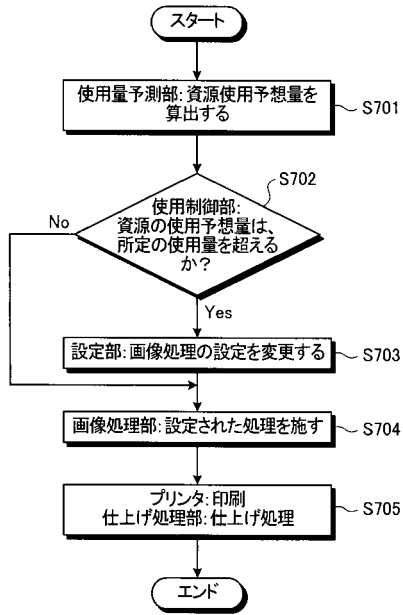 スタート
使用量予測部:資源使用予想量を
算出する
S701
S702
使用制御部:
資源の使用予想量は、
所定の使用量を超える
か?
No
Yes
設定部:画像処理の設定を変更する
S703
画像処理部:設定された処理を施す
S704
プリンタ:印刷
仕上げ処理部:仕上げ処理
S705
エンド